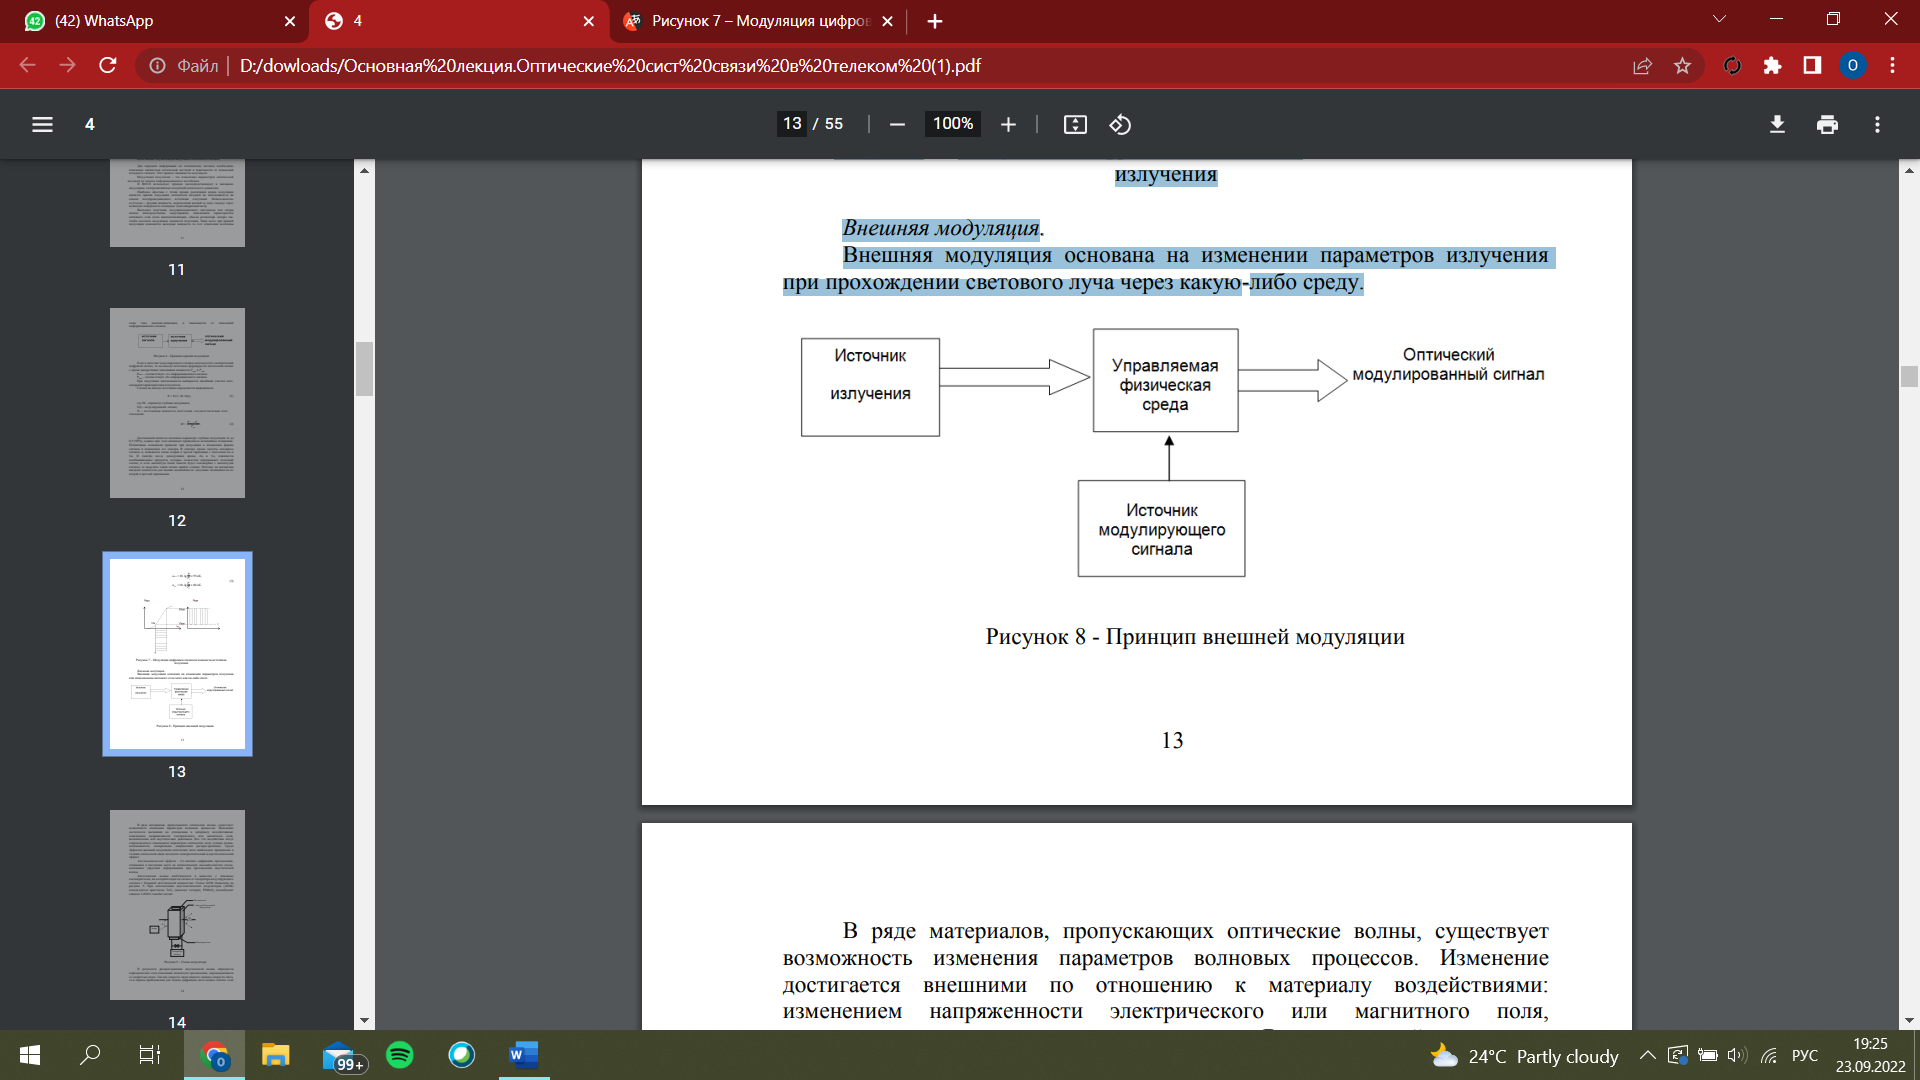 (42) WhatsApp
4
Рисунок 7 – Модуляция цифров
Файл
D:/dowloads/Основная%20лекция.Оптические%20сист%20связи%20в%20телеком%20(1).pdf
O
4
13 / 55
100%
11
12
13
14
излучения
Внешняя модуляция.
Внешняя модуляция основана на изменении параметров излучения
при прохождении светового луча через какую-либо среду.
Источник
излучения
Управляемая
физическая
среда
Оптический
модулированный сигнал
Источник
модулирующего
сигнала
Рисунок 8 - Принцип внешней модуляции
13
В ряде материалов, пропускающих оптические волны, существует
возможность изменения параметров волновых процессов. Изменение
достигается внешними по отношению к материалу воздействиями:
изменением напряженности электрического или магнитного поля,
99+
24°C Partly cloudy
РУС
19:25
23.09.2022